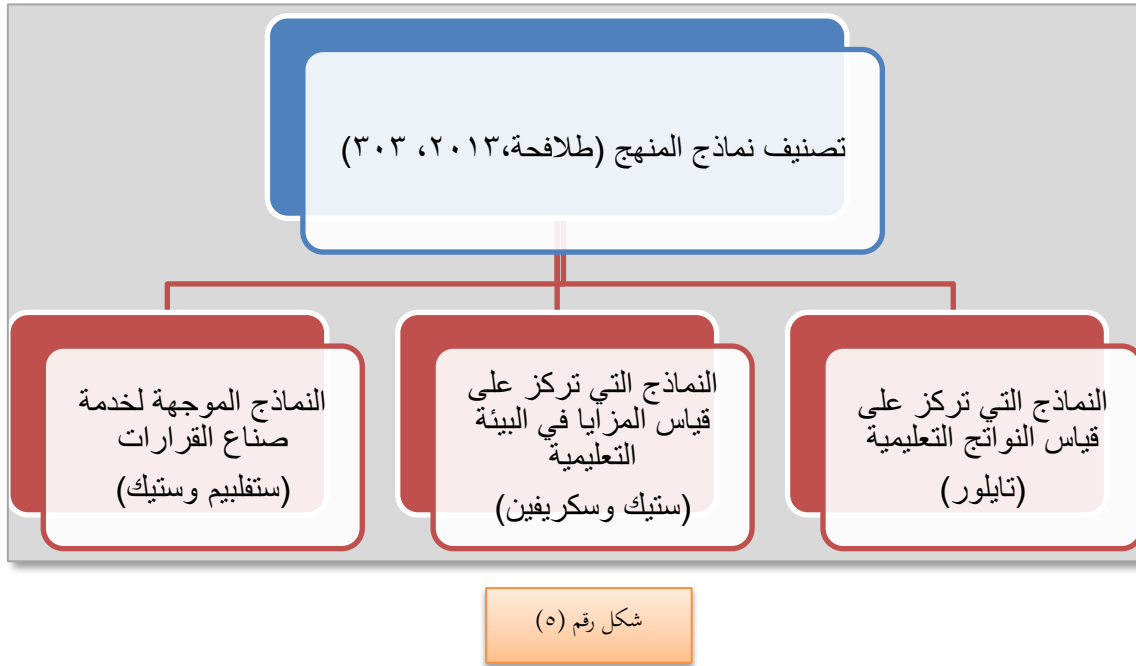 تصنيف نماذج المنهج (طلافحة،٢٠١٣، ٣٠٣)
النماذج التي تركز على
قياس النواتج التعليمية
(تايلور)
النماذج التي تركز على
قياس المزايا في البيئة
التعليمية
(ستيك وسكريفين)
النماذج الموجهة لخدمة
صناع القرارات
(ستفلبيم وستيك)
شكل رقم (٥)